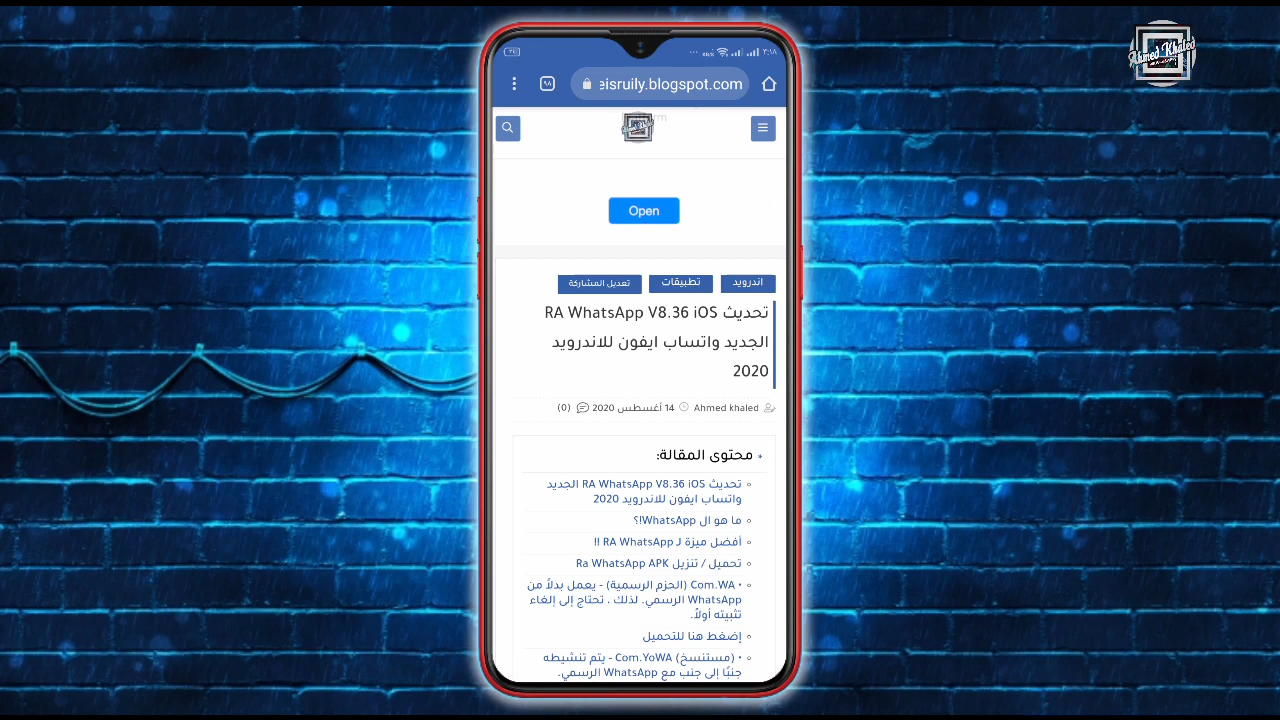 Ahmed Khaled
٣:١٨
eisruily.blogspot.com
Open
اندرويد
تطبيقات
تعديل المشاركة
تحديث RA WhatsApp V8.36 iOS
الجديد واتساب ايفون للاندرويد
2020
Ahmed khaled
14 أغسطس 2020
(0)
محتوى المقالة:
تحديث RA WhatsApp V8.36 iOS الجديد
واتساب ايفون للاندرويد 2020
ما هو ال WhatsApp!؟
أفضل ميزة لـ RA WhatsApp !!
تحميل / تنزيل Ra WhatsApp APK
• Com.WA (الحزم الرسمية) - يعمل بدلاً من
WhatsApp الرسمي. لذلك ، تحتاج إلى إلغاء
تثبيته أولاً.
إضغط هنا للتحميل
• Com.YoWA (مستنسخ) - يتم تنشيطه
جنبًا إلى جنب مع WhatsApp الرسمي.